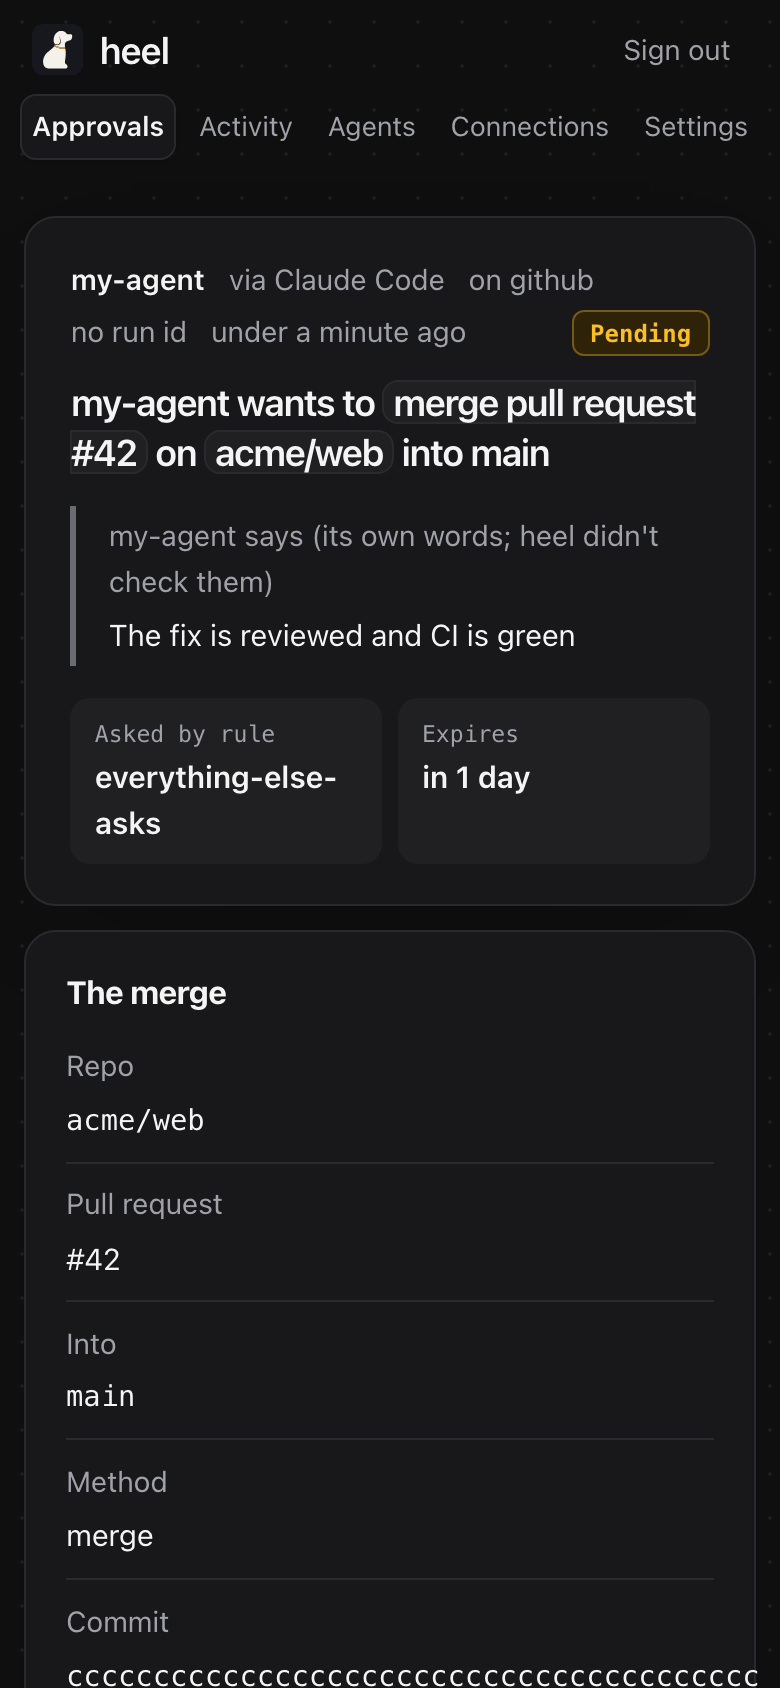 heel
Sign out
Approvals Activity Agents Connections Settings
my-agent via Claude Code on github
no run id under a minute ago Pending
my-agent wants to merge pull request
#42 on acme/web into main
my-agent says (its own words; heel didn't
check them)
The fix is reviewed and CI is green
Asked by rule
everything-else-
asks
Expires
in 1 day
The merge
Repo
acme/web
Pull request
#42
Into
main
Method
merge
Commit
cccccccccccccccccccccccccccccccccccccccc